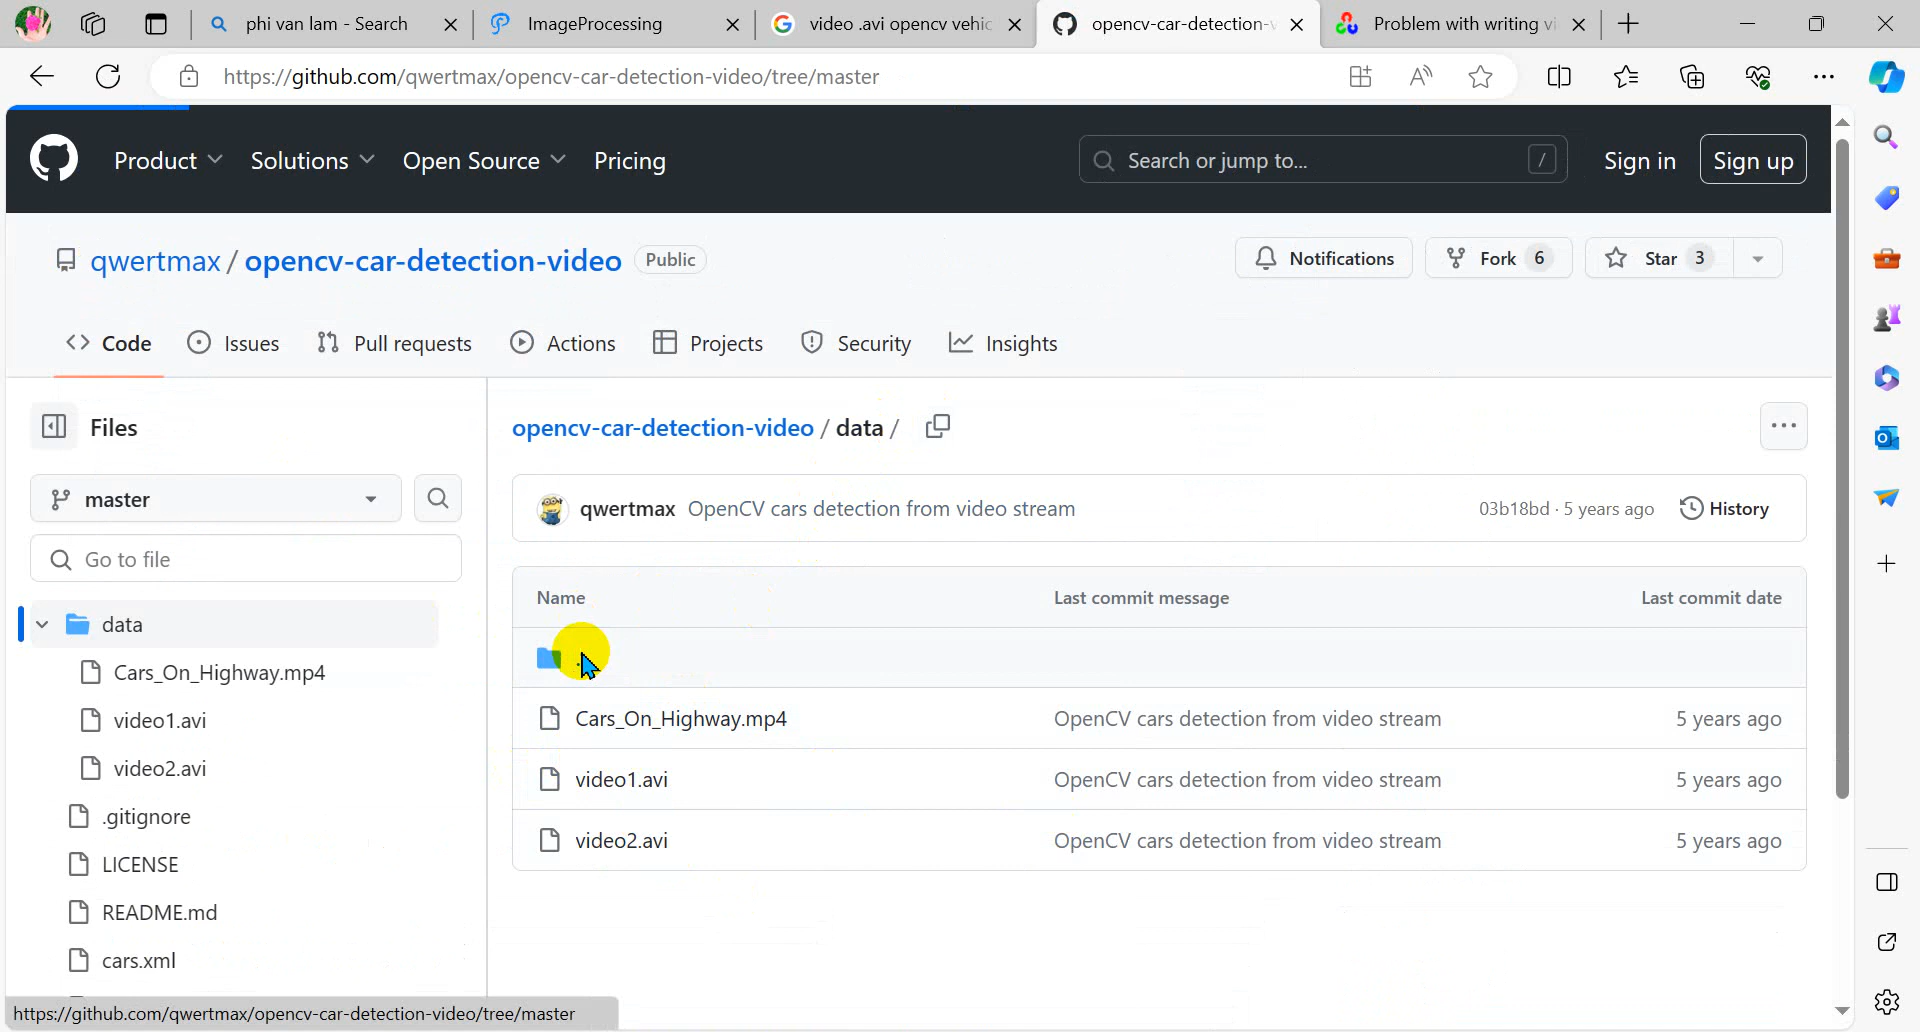 phi van lam - Search
ImageProcessing
video .avi opencv vehic
opencv-car-detection-v
Problem with writing vi
https://github.com/qwertmax/opencv-car-detection-video/tree/master
Product
Solutions
Open Source
Pricing
Search or jump to...
/
Sign in
Sign up
qwertmax / opencv-car-detection-video
Public
Notifications
Fork 6
Star 3
Code
Issues
Pull requests
Actions
Projects
Security
Insights
Files
opencv-car-detection-video / data /
master
qwertmax OpenCV cars detection from video stream
03b18bd · 5 years ago
History
Go to file
Name
Last commit message
Last commit date
data
Cars_On_Highway.mp4
video1.avi
video2.avi
.gitignore
LICENSE
README.md
cars.xml
Cars_On_Highway.mp4
OpenCV cars detection from video stream
5 years ago
video1.avi
OpenCV cars detection from video stream
5 years ago
video2.avi
OpenCV cars detection from video stream
5 years ago
https://github.com/qwertmax/opencv-car-detection-video/tree/master